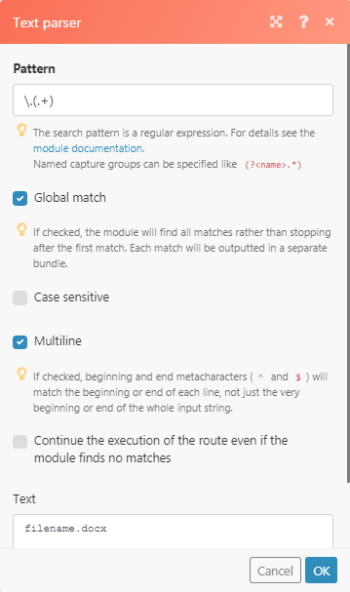 Text parser
Pattern
\.(.+)
The search pattern is a regular expression. For details see the
module documentation.
Named capture groups can be specified like (?<name>.*)
Global match
If checked, the module will find all matches rather than stopping
after the first match. Each match will be outputted in a separate
bundle.
Case sensitive
Multiline
If checked, beginning and end metacharacters ( ^ and $ ) will
match the beginning or end of each line, not just the very
beginning or end of the whole input string.
Continue the execution of the route even if the
module finds no matches
Text
filename.docx
Cancel OK